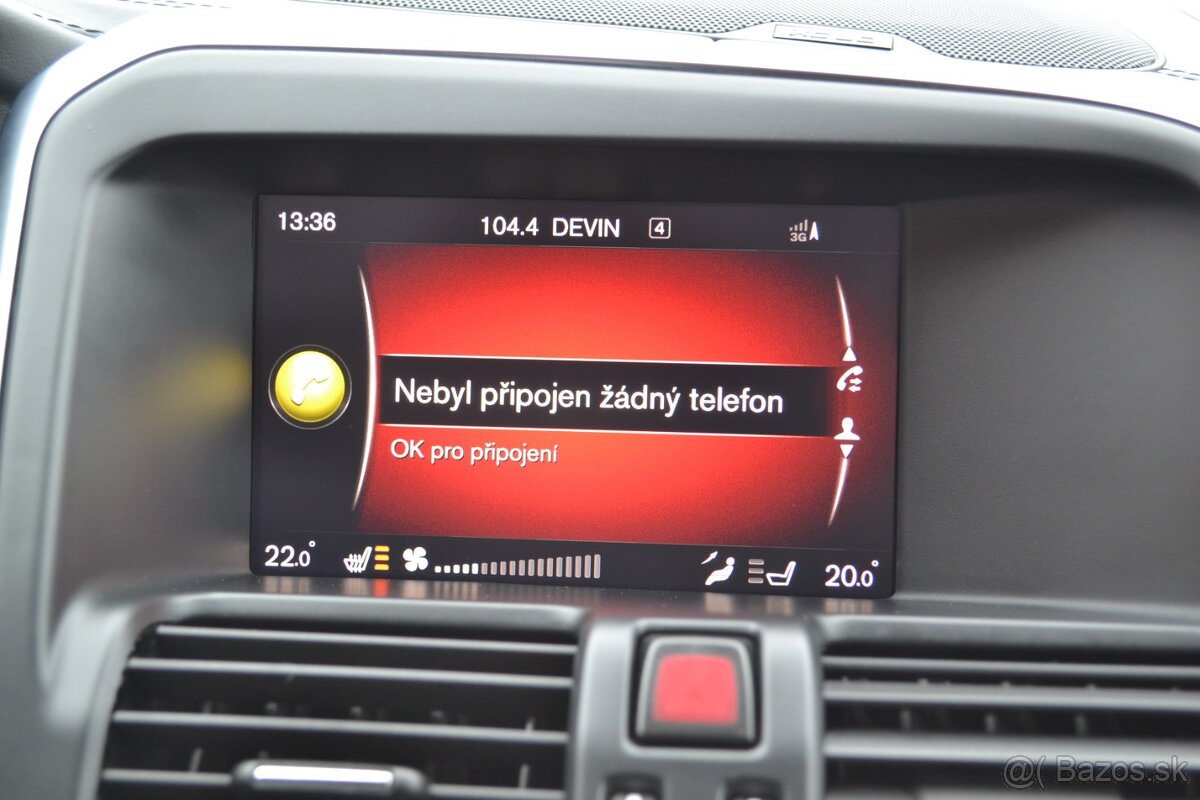 13:36 104.4 DEVIN 4 3G
Nebyl připojen žádný telefon
OK pro připojení
22.0° 20.0°
@( Bazos.sk